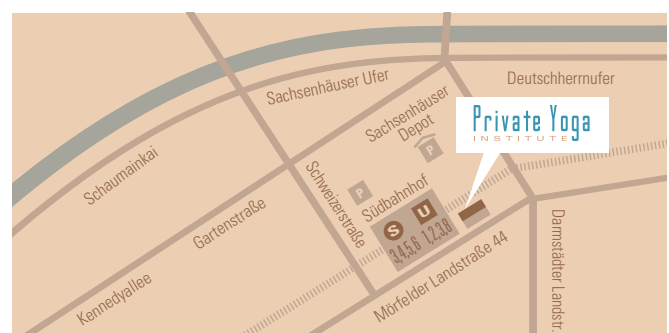 Sachsenhäuser Ufer
Deutschherrnufer
Private Yoga
INSTITUTE
Sachsenhäuser
Depot
P
P
Schaumainkai
Schweizerstraße
Südbahnhof
Gartenstraße
S U
3,4,5,6 1,2,3,8
Mörfelder Landstraße 44
Darmstädter Landstr.
Kennedyallee